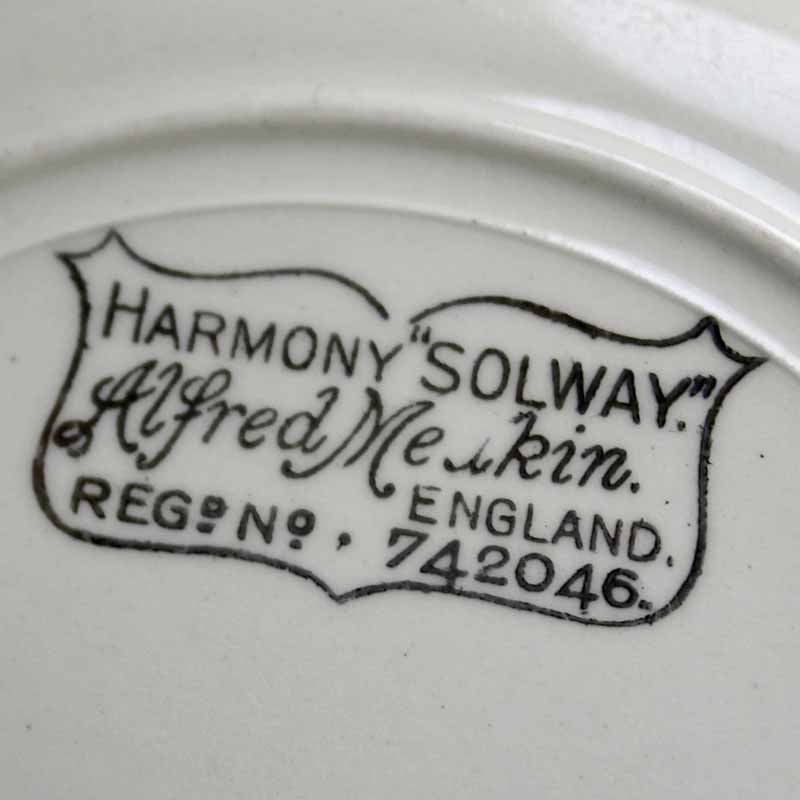 HARMONY "SOLWAY."
Alfred Meakin.
ENGLAND.
REGD No. 742046.